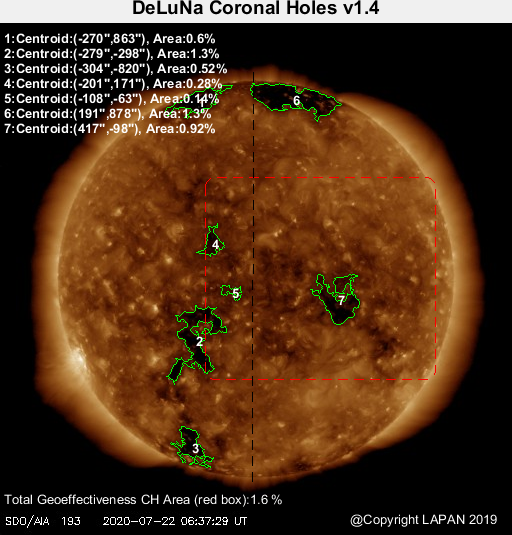 DeLuNa Coronal Holes v1.4
1:Centroid:(-270",863"), Area:0.6%
2:Centroid:(-279",-298"), Area:1.3%
3:Centroid:(-304",-820"), Area:0.52%
4:Centroid:(-201",171"), Area:0.28%
5:Centroid:(-108",-63"), Area:0.14%
6:Centroid:(191",878"), Area:1.3%
7:Centroid:(417",-98"), Area:0.92%
1
6
4
5
7
2
3
Total Geoeffectiveness CH Area (red box):1.6 %
SDO/AIA 193 2020-07-22 06:37:29 UT
@Copyright LAPAN 2019